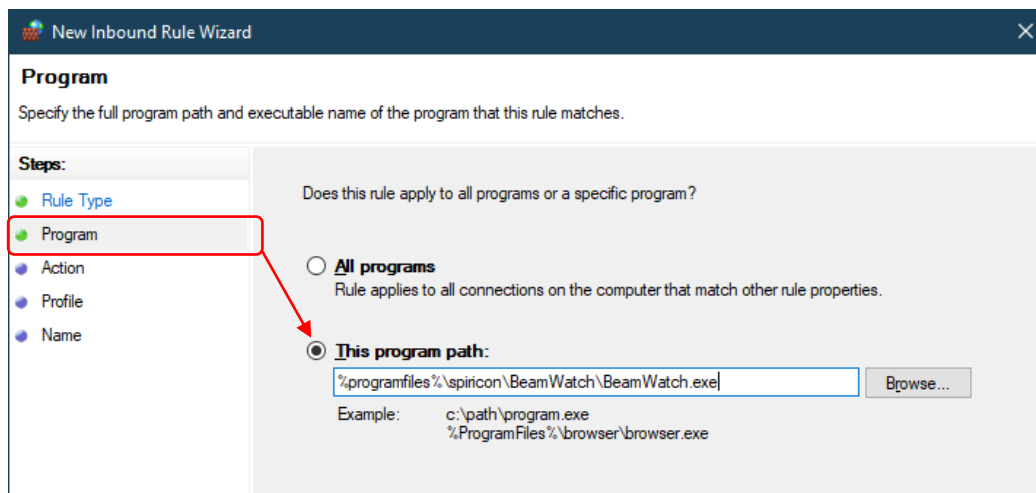 New Inbound Rule Wizard
Program
Specify the full program path and executable name of the program that this rule matches.
Steps:
Rule Type
Program
Action
Profile
Name
Does this rule apply to all programs or a specific program?
All programs
Rule applies to all connections on the computer that match other rule properties.
This program path:
%programfiles%\spiricon\BeamWatch\BeamWatch.exe
Browse...
Example: c:\path\program.exe
%ProgramFiles%\browser\browser.exe